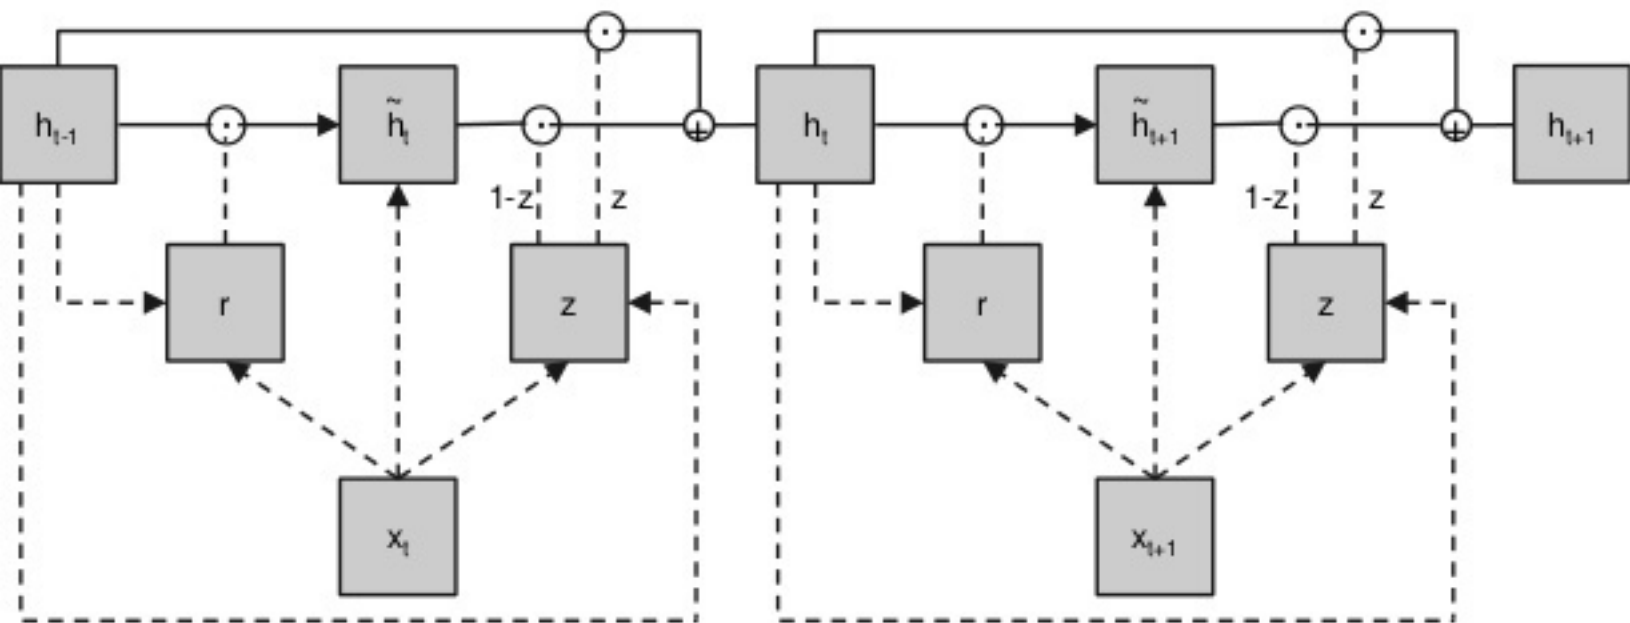 h_{t-1} h̃_t h_t h̃_{t+1} h_{t+1}
1-z z 1-z z
r z r z
x_t x_{t+1}